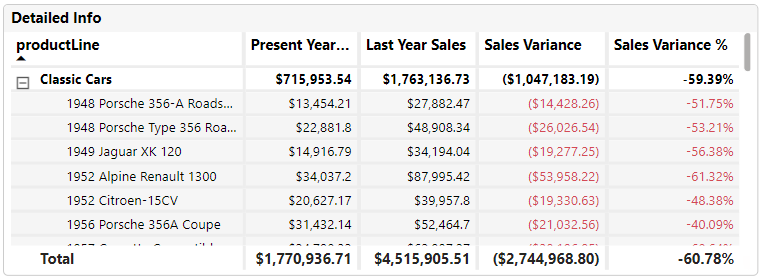 Detailed Info
productLine Present Year... Last Year Sales Sales Variance Sales Variance %
Classic Cars $715,953.54 $1,763,136.73 ($1,047,183.19) -59.39%
1948 Porsche 356-A Roads... $13,454.21 $27,882.47 ($14,428.26) -51.75%
1948 Porsche Type 356 Roa... $22,881.8 $48,908.34 ($26,026.54) -53.21%
1949 Jaguar XK 120 $14,916.79 $34,194.04 ($19,277.25) -56.38%
1952 Alpine Renault 1300 $34,037.2 $87,995.42 ($53,958.22) -61.32%
1952 Citroen-15CV $20,627.17 $39,957.8 ($19,330.63) -48.38%
1956 Porsche 356A Coupe $31,432.14 $52,464.7 ($21,032.56) -40.09%
Total $1,770,936.71 $4,515,905.51 ($2,744,968.80) -60.78%